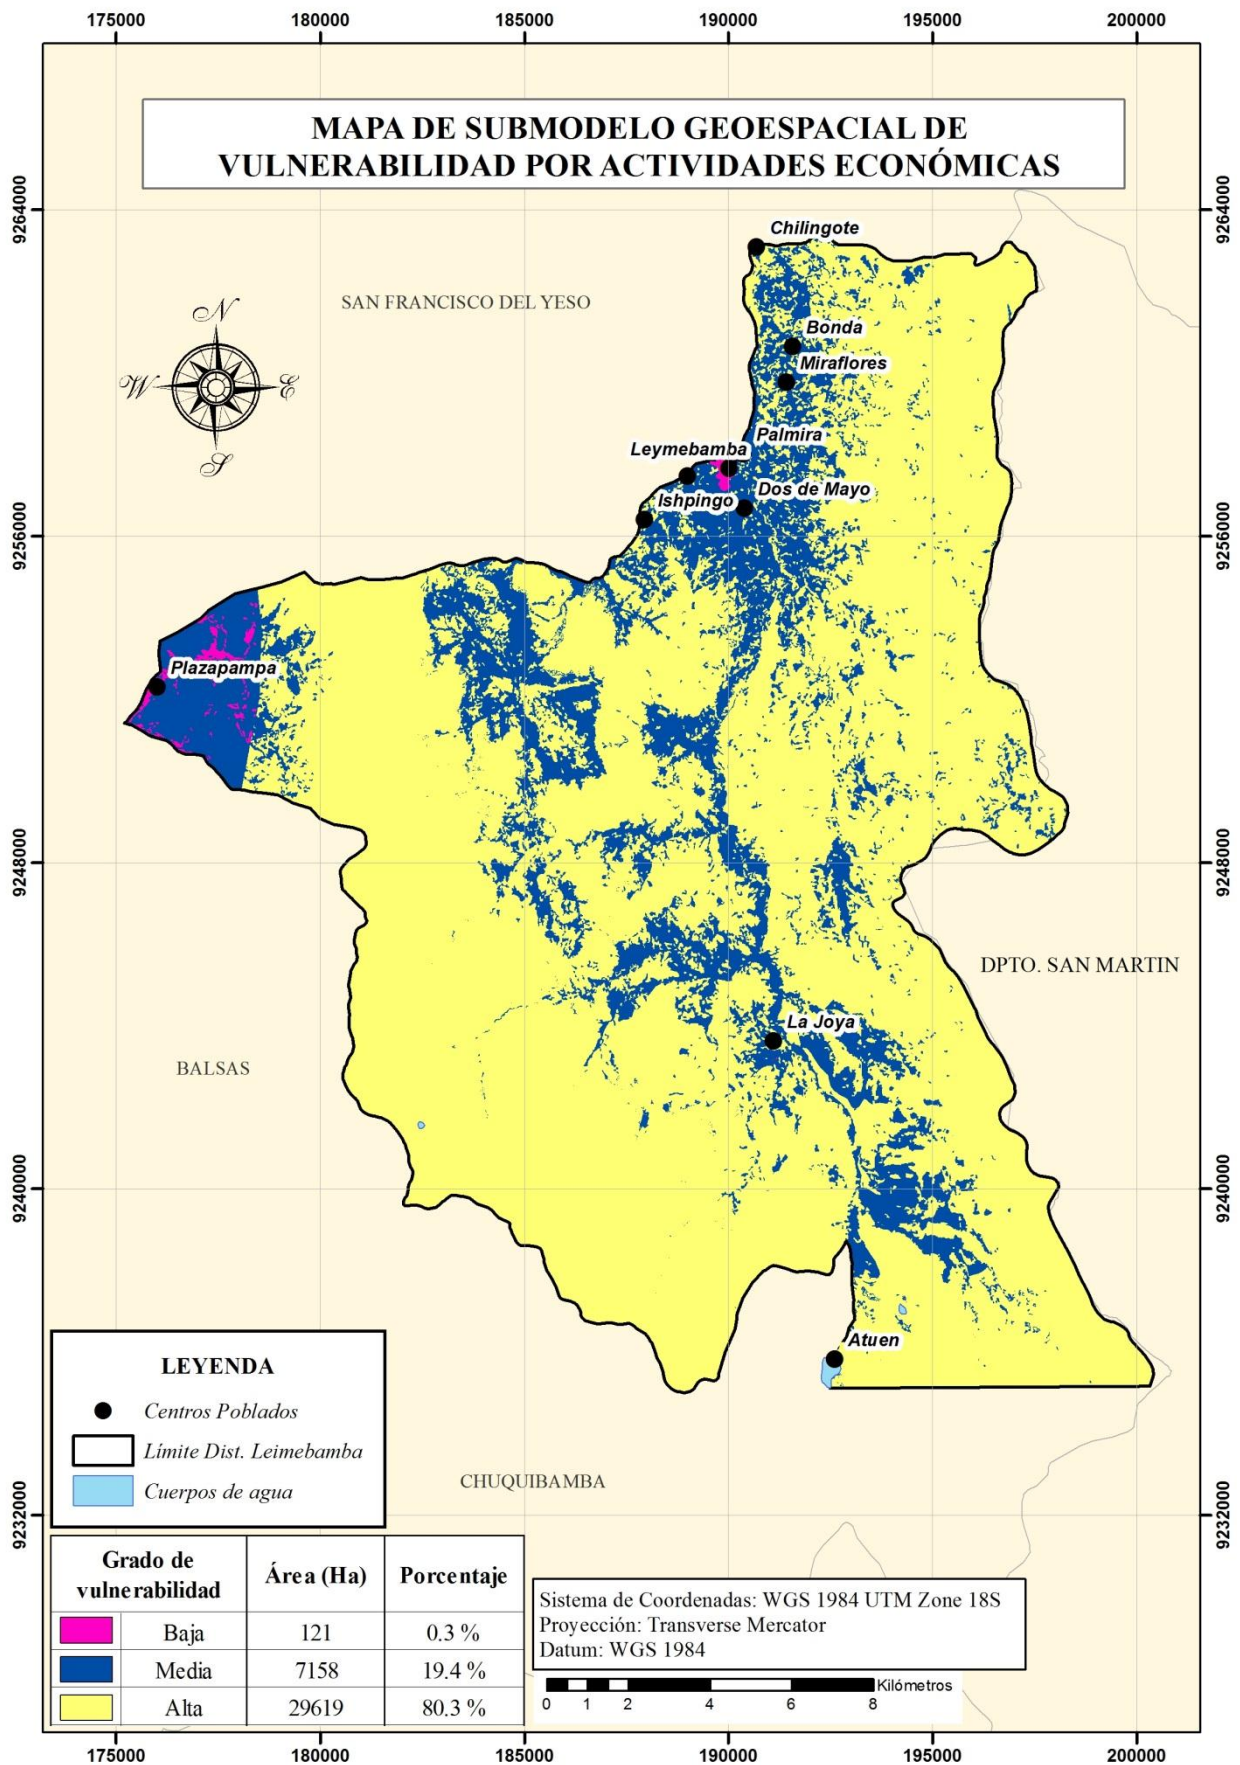 175000 180000 185000 190000 195000 200000
MAPA DE SUBMODELO GEOESPACIAL DE
VULNERABILIDAD POR ACTIVIDADES ECONÓMICAS
9264000
9264000
Chilingote
SAN FRANCISCO DEL YESO
N
W
E
S
Bonda
Miraflores
Palmira
Leymebamba
Dos de Mayo
Ishpingo
9256000
9256000
Plazapampa
9248000
9248000
DPTO. SAN MARTIN
La Joya
BALSAS
9240000
9240000
Atuen
LEYENDA
Centros Poblados
Límite Dist. Leimebamba
Cuerpos de agua
CHUQUIBAMBA
9232000
9232000
Grado de
vulnerabilidad
Área (Ha)
Porcentaje
Baja 121 0.3 %
Media 7158 19.4 %
Alta 29619 80.3 %
Sistema de Coordenadas: WGS 1984 UTM Zone 18S
Proyección: Transverse Mercator
Datum: WGS 1984
Kilómetros
0 1 2 4 6 8
175000 180000 185000 190000 195000 200000